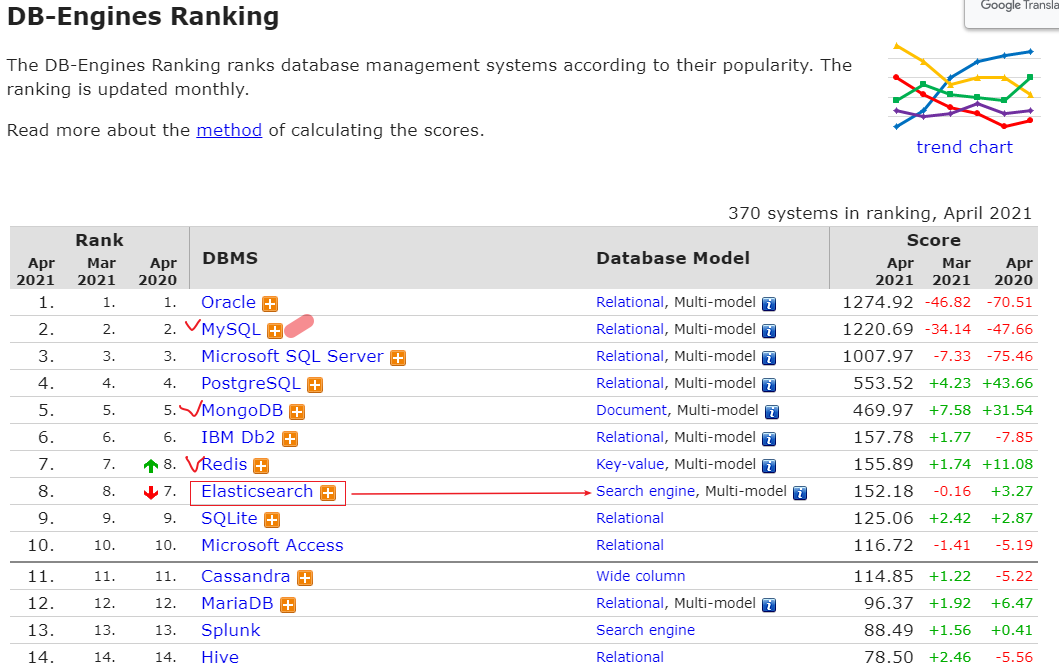 DB-Engines Ranking
Google Transla
The DB-Engines Ranking ranks database management systems according to their popularity. The
ranking is updated monthly.
Read more about the method of calculating the scores.
trend chart
370 systems in ranking, April 2021
Rank DBMS Database Model Score
Apr 2021 Mar 2021 Apr 2020 Apr 2021 Mar 2021 Apr 2020
1. 1. 1. Oracle Relational, Multi-model 1274.92 -46.82 -70.51
2. 2. 2. MySQL Relational, Multi-model 1220.69 -34.14 -47.66
3. 3. 3. Microsoft SQL Server Relational, Multi-model 1007.97 -7.33 -75.46
4. 4. 4. PostgreSQL Relational, Multi-model 553.52 +4.23 +43.66
5. 5. 5. MongoDB Document, Multi-model 469.97 +7.58 +31.54
6. 6. 6. IBM Db2 Relational, Multi-model 157.78 +1.77 -7.85
7. 7. 8. Redis Key-value, Multi-model 155.89 +1.74 +11.08
8. 8. 7. Elasticsearch Search engine, Multi-model 152.18 -0.16 +3.27
9. 9. 9. SQLite Relational 125.06 +2.42 +2.87
10. 10. 10. Microsoft Access Relational 116.72 -1.41 -5.19
11. 11. 11. Cassandra Wide column 114.85 +1.22 -5.22
12. 12. 12. MariaDB Relational, Multi-model 96.37 +1.92 +6.47
13. 13. 13. Splunk Search engine 88.49 +1.56 +0.41
14. 14. 14. Hive Relational 78.50 +2.46 -5.56